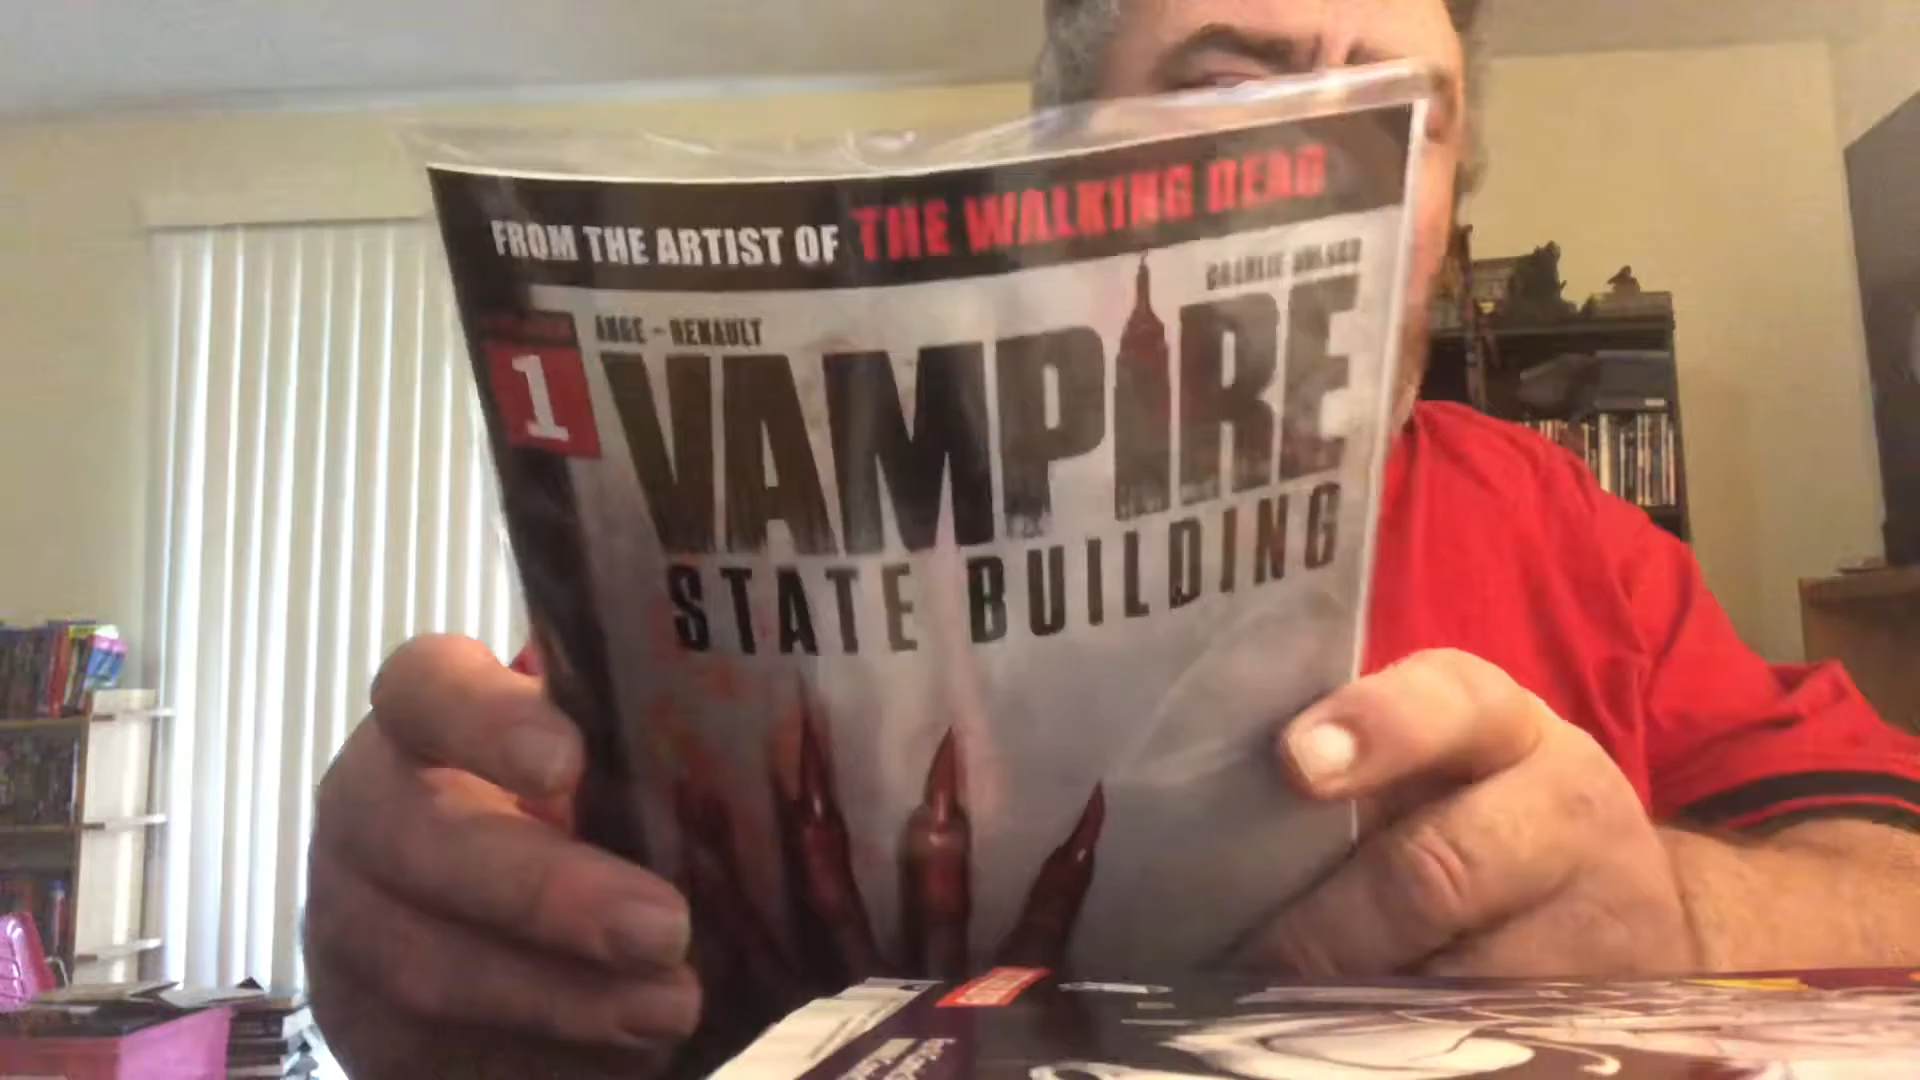 FROM THE ARTIST OF THE WALKING DEAD
ANGE - RENAULT
CHARLIE ADLARD
1
VAMPIRE
STATE BUILDING